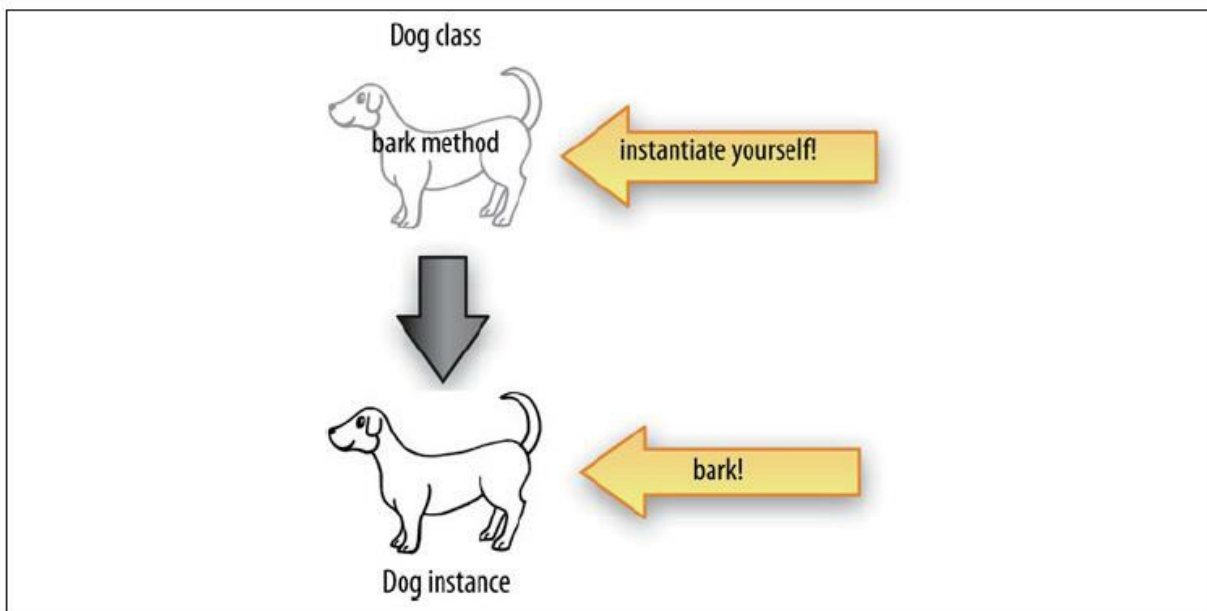 Dog class
bark method
instantiate yourself!
bark!
Dog instance